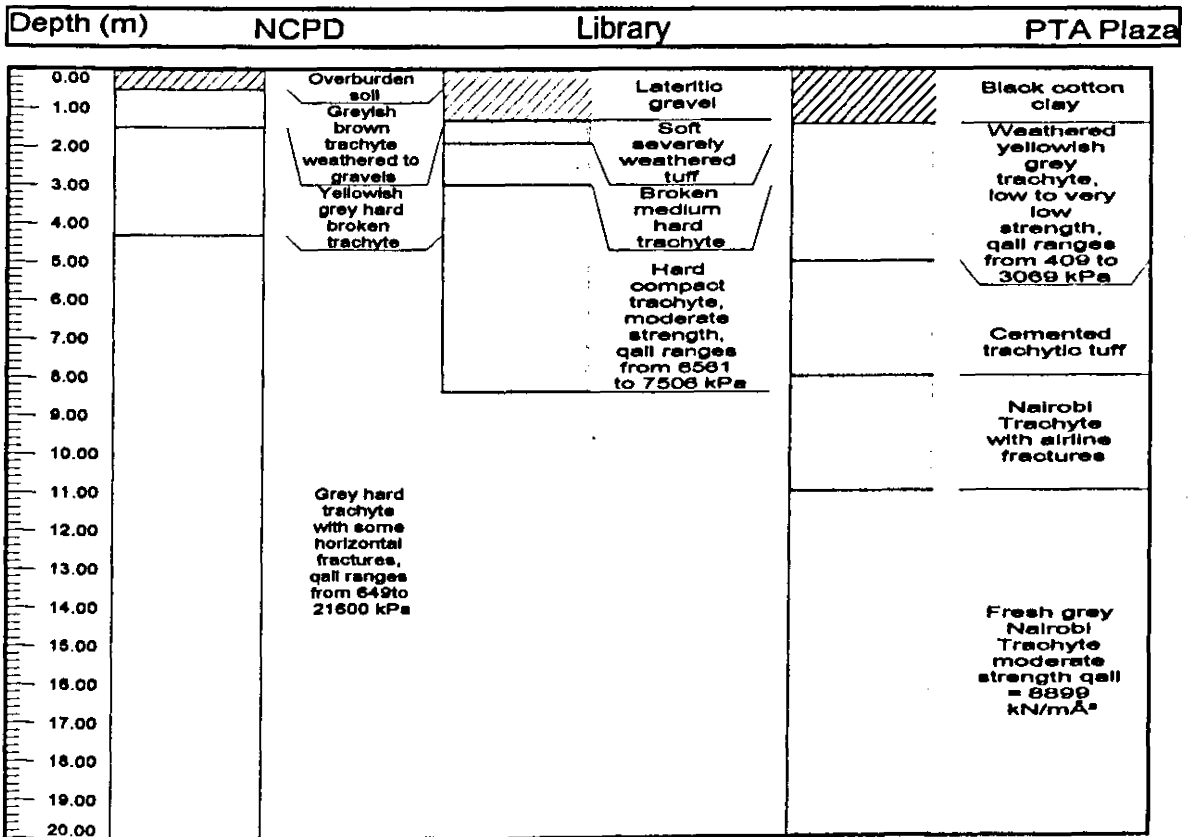 Depth (m) NCPD Library PTA Plaza
0.00
1.00
2.00
3.00
4.00
5.00
6.00
7.00
8.00
9.00
10.00
11.00
12.00
13.00
14.00
15.00
16.00
17.00
18.00
19.00
20.00
Overburden
soil
Greyish
brown
trachyte
weathered to
gravels
Yellowish
grey hard
broken
trachyte
Grey hard
trachyte
with some
horizontal
fractures,
qall ranges
from 649to
21600 kPa
Lateritic
gravel
Soft
severely
weathered
tuff
Broken
medium
hard
trachyte
Hard
compact
trachyte,
moderate
strength,
qall ranges
from 6561
to 7506 kPa
Black cotton
clay
Weathered
yellowish
grey
trachyte,
low to very
low
strength,
qall ranges
from 409 to
3069 kPa
Cemented
trachytic tuff
Nairobi
Trachyte
with airline
fractures
Fresh grey
Nairobi
Trachyte
moderate
strength qall
= 8899
kN/mÅ²